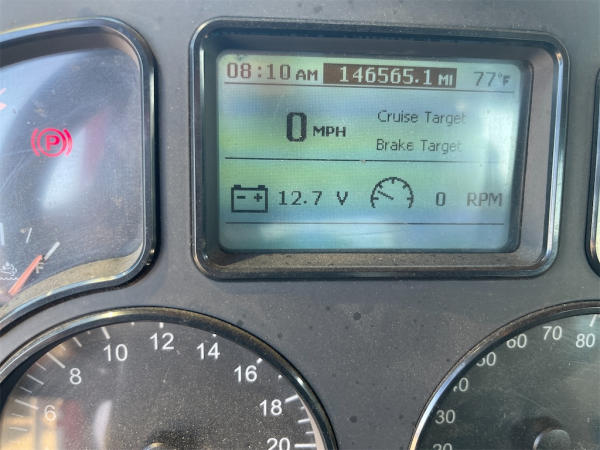 08:10 AM 146565.1 MI 77°F
0 MPH
Cruise Target
Brake Target
- + 12.7 V 0 RPM
P
6 8 10 12 14 16 18 20
30 40 50 60 70 80